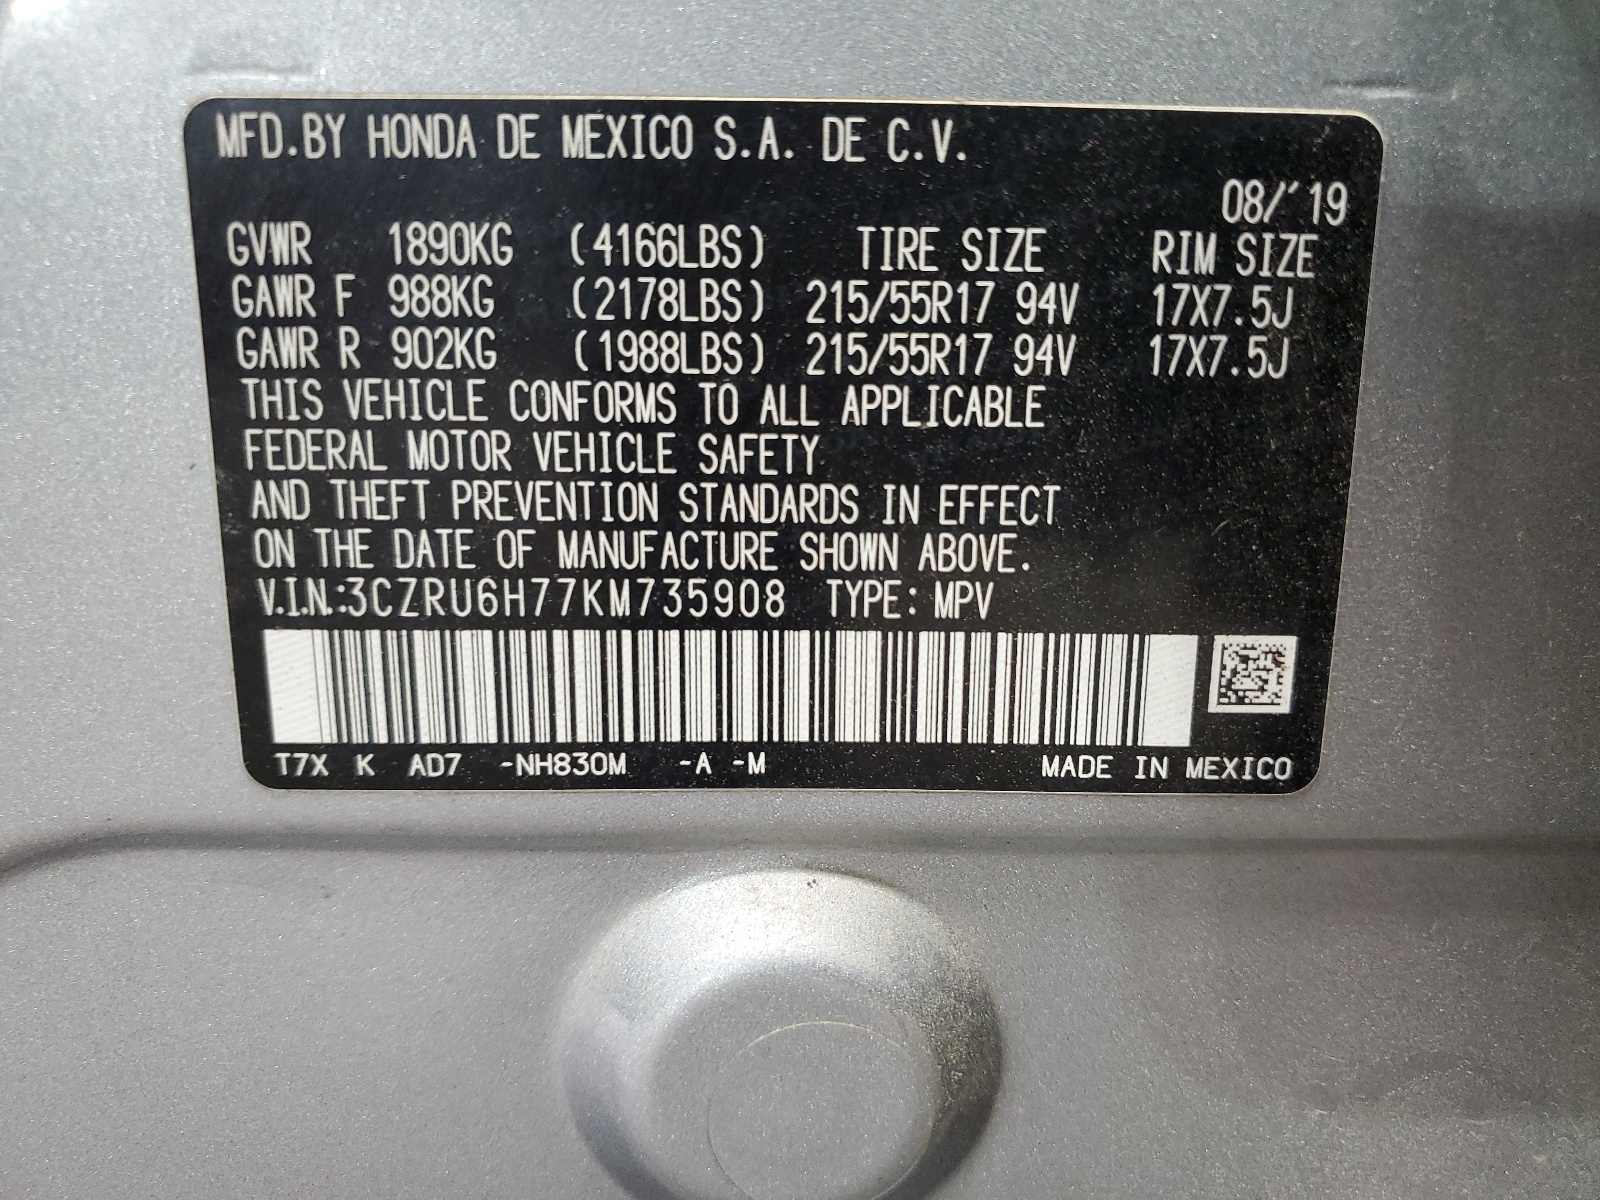 MFD.BY HONDA DE MEXICO S.A. DE C.V.
08/'19
GVWR 1890KG (4166LBS) TIRE SIZE RIM SIZE
GAWR F 988KG (2178LBS) 215/55R17 94V 17X7.5J
GAWR R 902KG (1988LBS) 215/55R17 94V 17X7.5J
THIS VEHICLE CONFORMS TO ALL APPLICABLE
FEDERAL MOTOR VEHICLE SAFETY
AND THEFT PREVENTION STANDARDS IN EFFECT
ON THE DATE OF MANUFACTURE SHOWN ABOVE.
V.I.N.:3CZRU6H77KM735908 TYPE: MPV
T7X K AD7 -NH830M -A -M MADE IN MEXICO